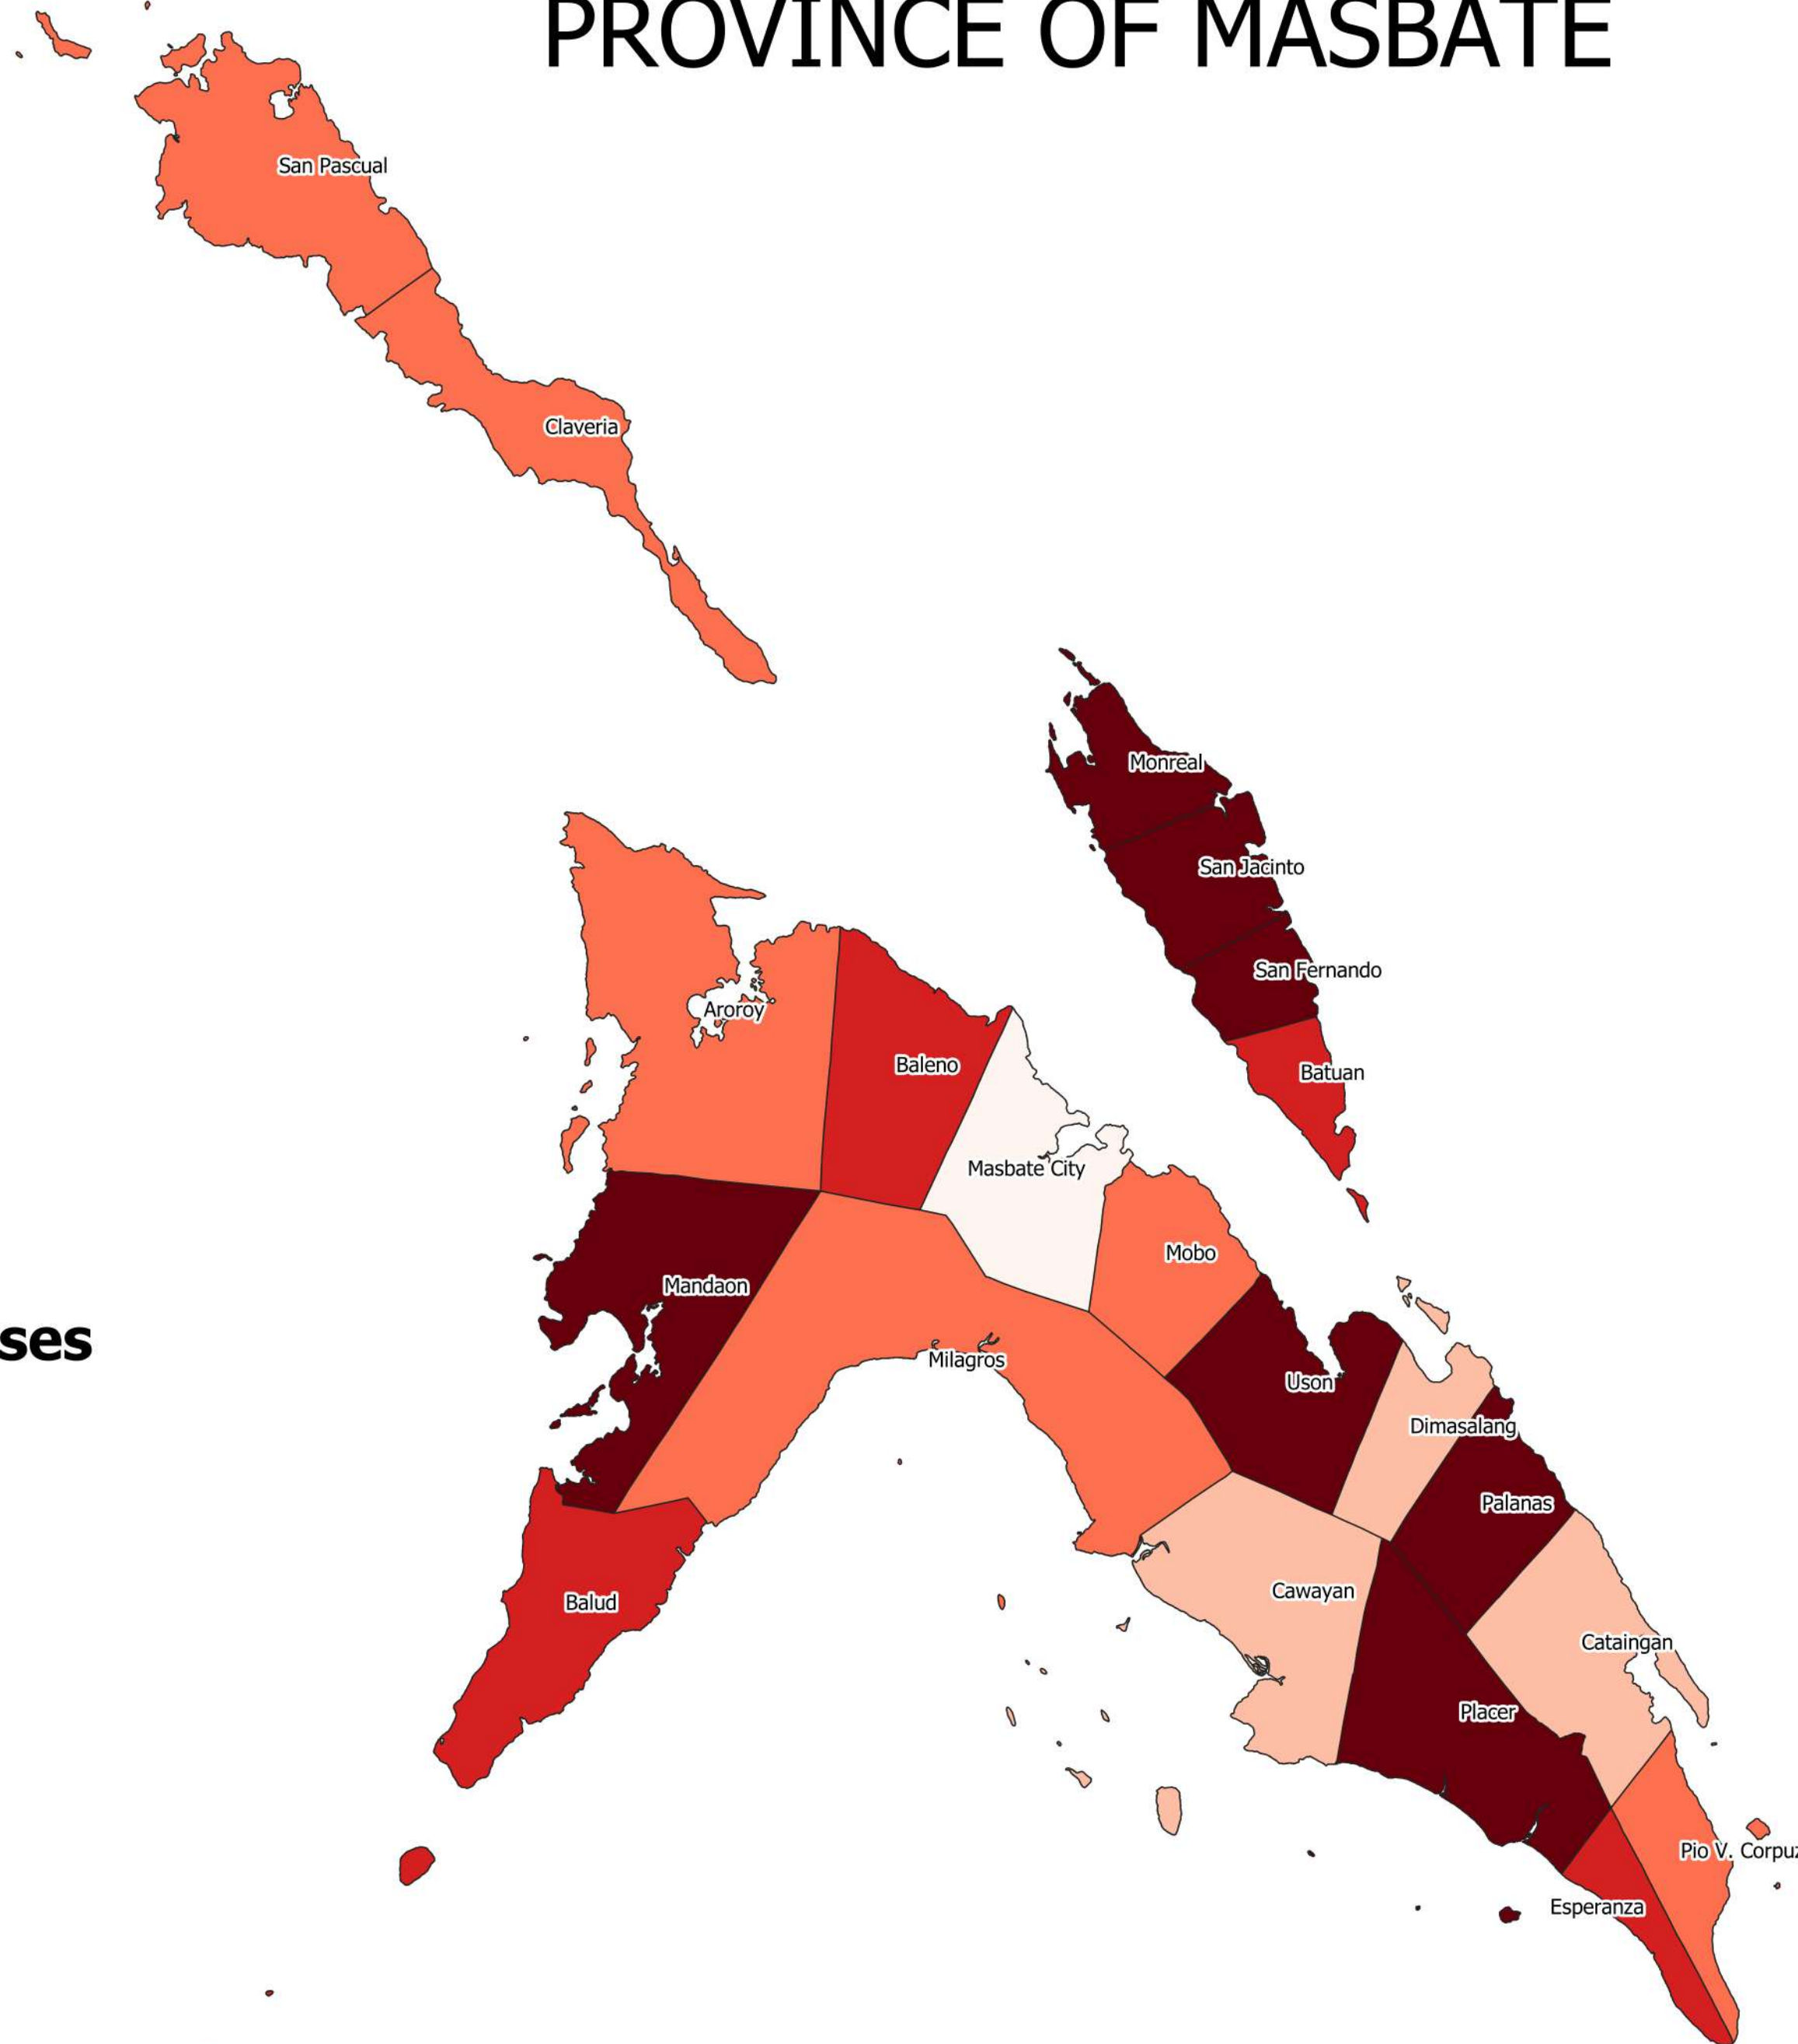 PROVINCE OF MASBATE
San Pascual
Claveria
Monreal
San Jacinto
San Fernando
Aroroy
Baleno
Batuan
Masbate City
Mobo
Mandaon
ses
Milagros
Uson
Dimasalang
Palanas
Cawayan
Balud
Cataingan
Placer
Pio V. Corpuz
Esperanza